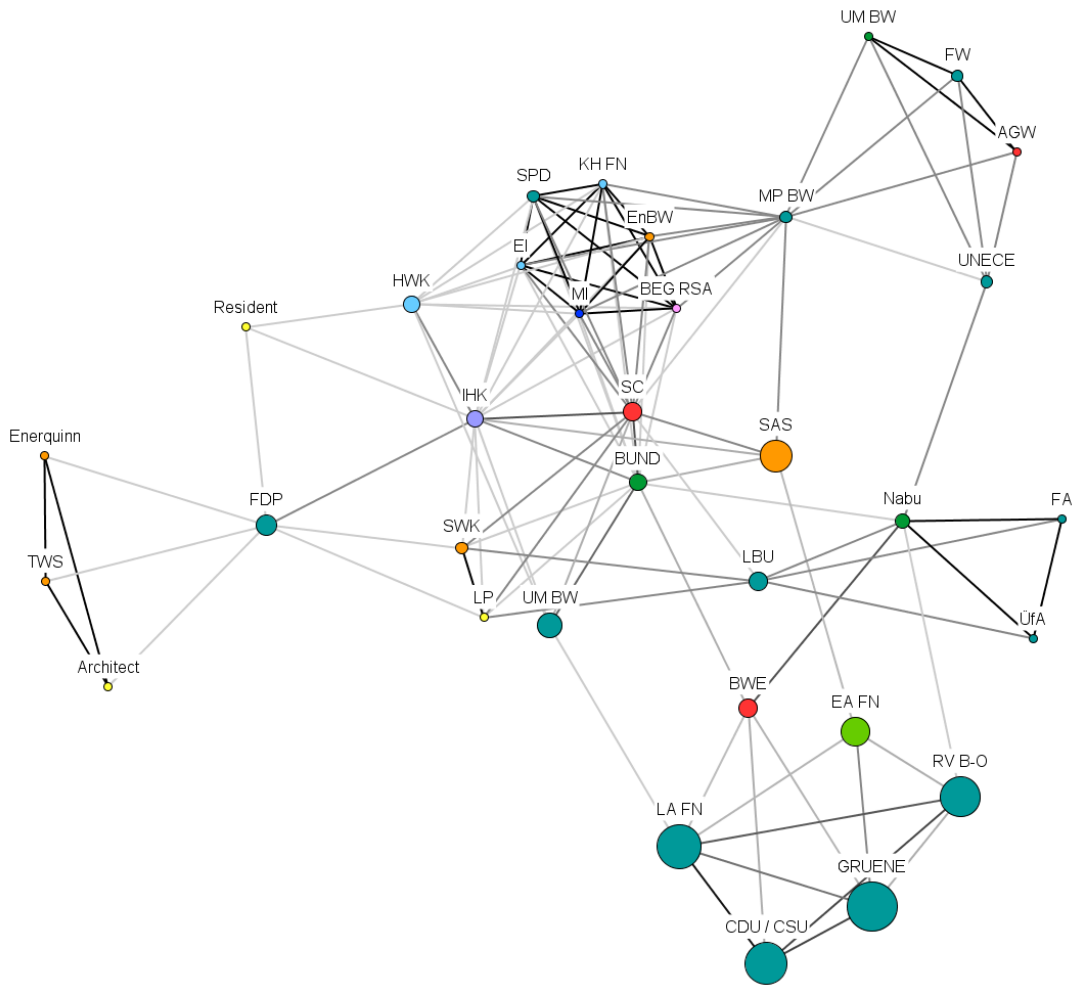 UM BW
FW
AGW
KH FN
SPD
MP BW
EnBW
EI
UNECE
HWK
MI
BEG RSA
Resident
SC
IHK
SAS
Enerquinn
BUND
FDP
Nabu
FA
SWK
LBU
TWS
LP
UM BW
ÜfA
Architect
BWE
EA FN
RV B-O
LA FN
GRUENE
CDU / CSU